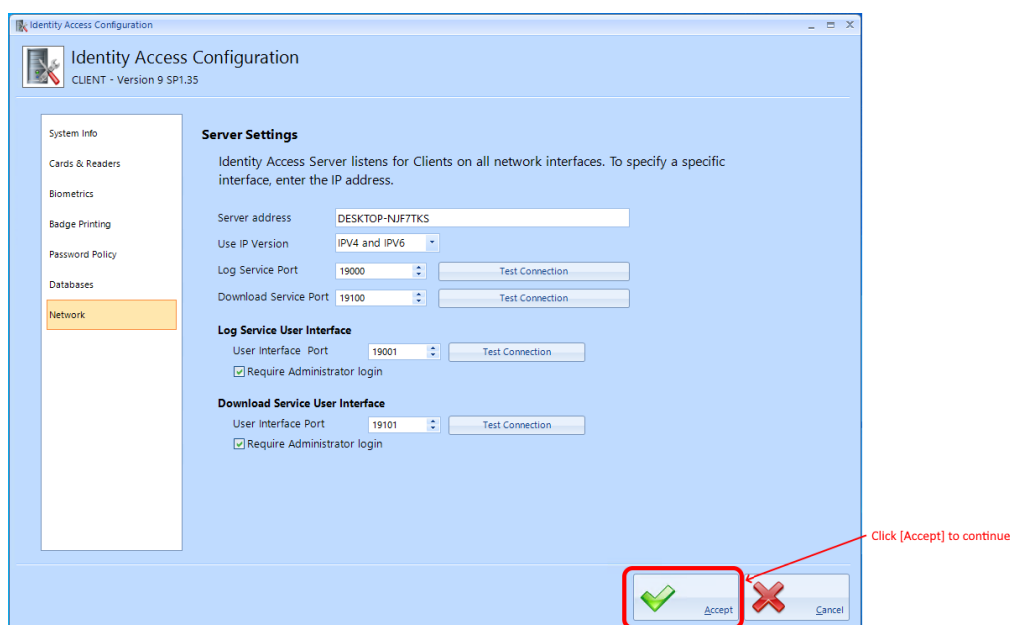 Identity Access Configuration
Identity Access Configuration
CLIENT - Version 9 SP1.35
System Info
Cards & Readers
Biometrics
Badge Printing
Password Policy
Databases
Network
Server Settings
Identity Access Server listens for Clients on all network interfaces. To specify a specific
interface, enter the IP address.
Server address DESKTOP-NJF7TKS
Use IP Version IPV4 and IPV6
Log Service Port 19000 Test Connection
Download Service Port 19100 Test Connection
Log Service User Interface
User Interface Port 19001 Test Connection
Require Administrator login
Download Service User Interface
User Interface Port 19101 Test Connection
Require Administrator login
Click [Accept] to continue
Accept Cancel